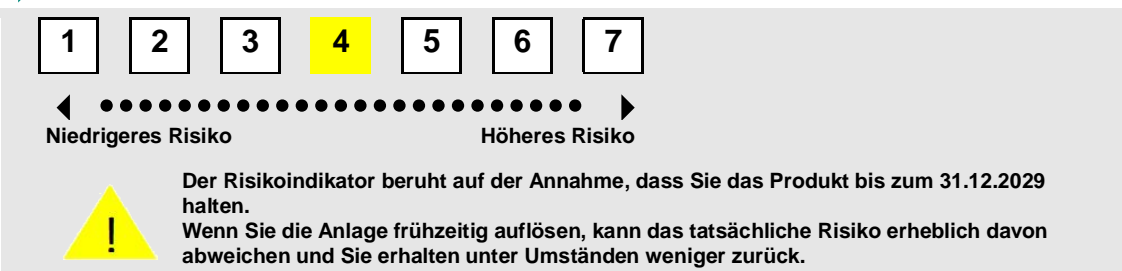 1 2 3 4 5 6 7
Niedrigeres Risiko Höheres Risiko
Der Risikoindikator beruht auf der Annahme, dass Sie das Produkt bis zum 31.12.2029
halten.
Wenn Sie die Anlage frühzeitig auflösen, kann das tatsächliche Risiko erheblich davon
abweichen und Sie erhalten unter Umständen weniger zurück.
!